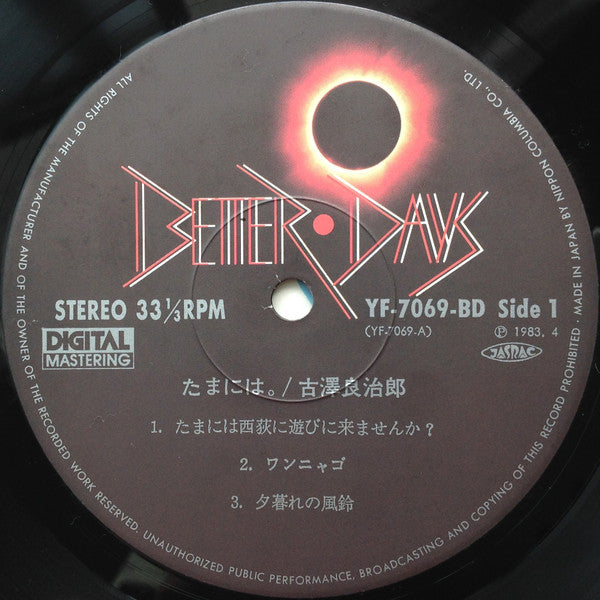 BETTER・DAYS
STEREO 33 1/3 RPM
YF-7069-BD Side 1
(YF-7069-A)
Ⓟ 1983. 4
DIGITAL
MASTERING
JASRAC
たまには。/ 古澤良治郎
1. たまには西荻に遊びに来ませんか?
2. ワンニャゴ
3. 夕暮れの風鈴
ALL RIGHTS OF THE MANUFACTURER AND OF THE OWNER OF THE RECORDED WORK RESERVED. UNAUTHORIZED PUBLIC PERFORMANCE, BROADCASTING AND COPYING OF THIS RECORD PROHIBITED · MADE IN JAPAN BY NIPPON COLUMBIA CO., LTD.